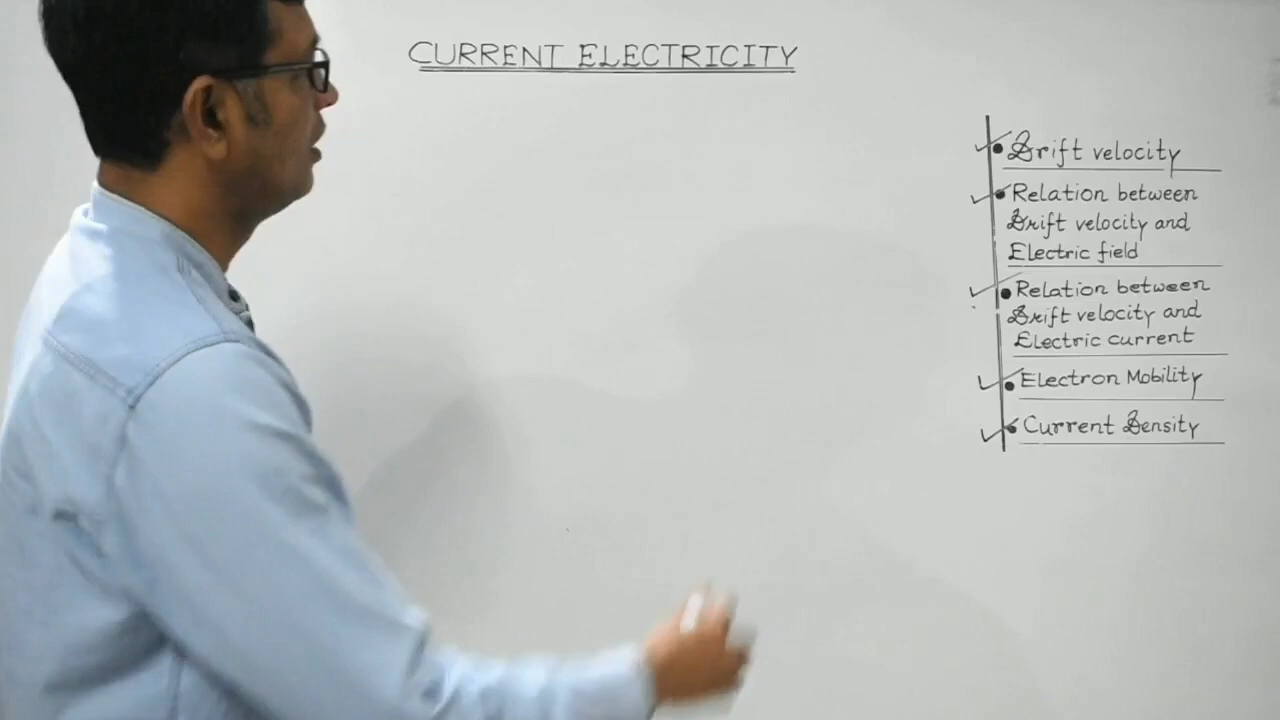 CURRENT ELECTRICITY
Drift velocity
Relation between
Drift velocity and
Electric field
Relation between
Drift velocity and
Electric current
Electron Mobility
Current Density